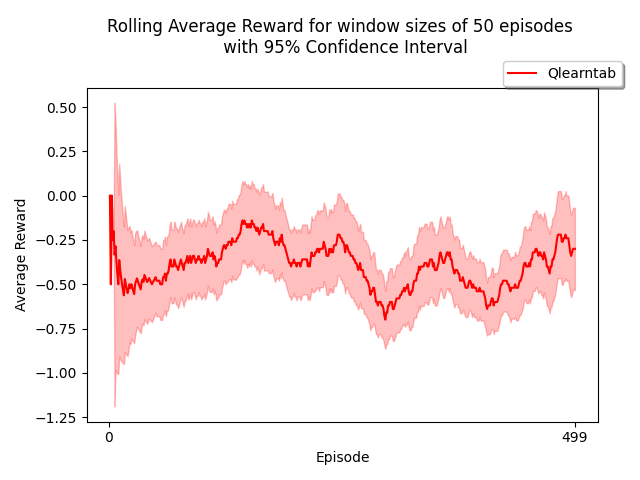 Rolling Average Reward for window sizes of 50 episodes
with 95% Confidence Interval
Qlearntab
0.50
0.25
0.00
−0.25
−0.50
−0.75
−1.00
−1.25
Average Reward
0
499
Episode